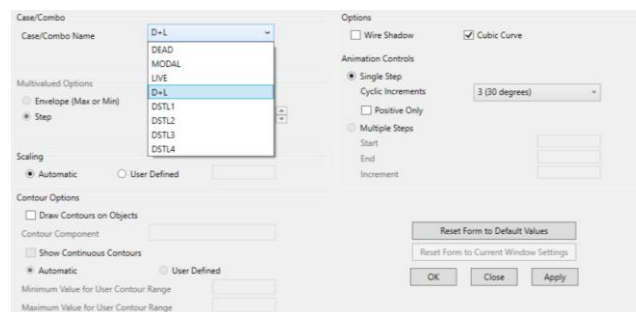 Case/Combo
Case/Combo Name
D+L
DEAD
MODAL
LIVE
D+L
DSTL1
DSTL2
DSTL3
DSTL4
Multivalued Options
Envelope (Max or Min)
Step
Scaling
Automatic
User Defined
Contour Options
Draw Contours on Objects
Contour Component
Show Continuous Contours
Automatic
User Defined
Minimum Value for User Contour Range
Maximum Value for User Contour Range
Options
Wire Shadow
Cubic Curve
Animation Controls
Single Step
Cyclic Increments
3 (30 degrees)
Positive Only
Multiple Steps
Start
End
Increment
Reset Form to Default Values
Reset Form to Current Window Settings
OK
Close
Apply